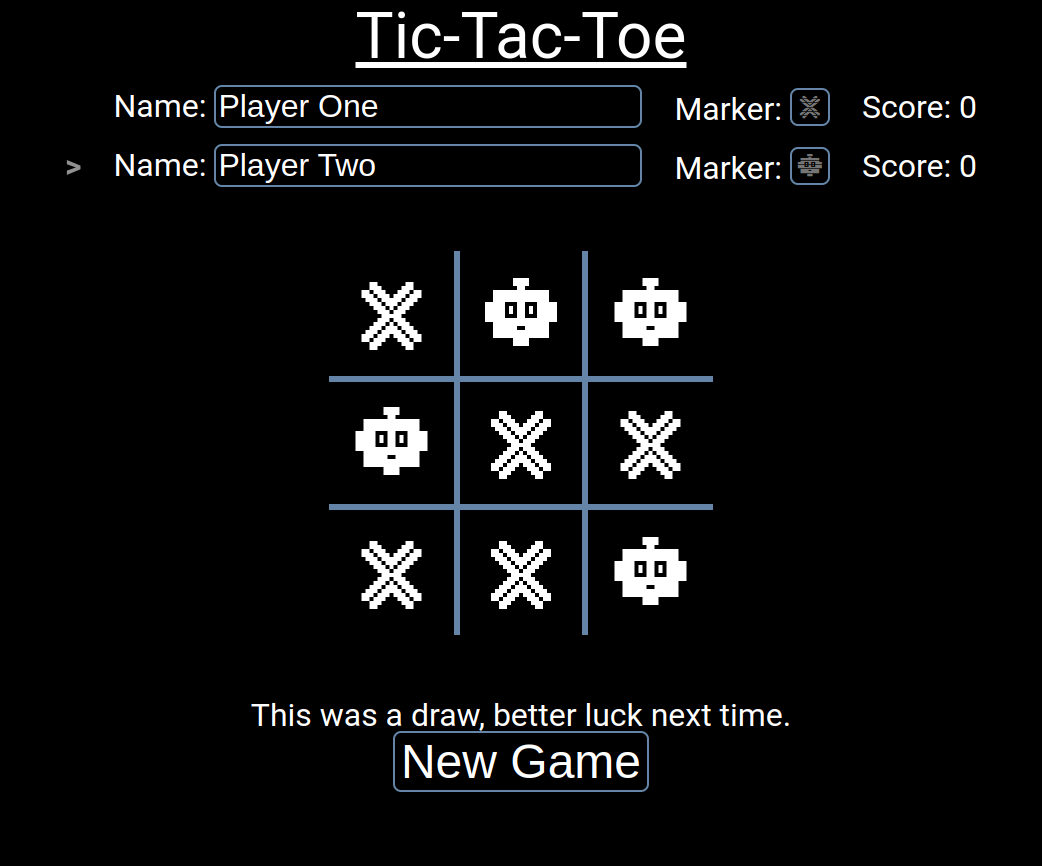 Tic-Tac-Toe
Name: Player One Marker: Score: 0
> Name: Player Two Marker: Score: 0
This was a draw, better luck next time.
New Game